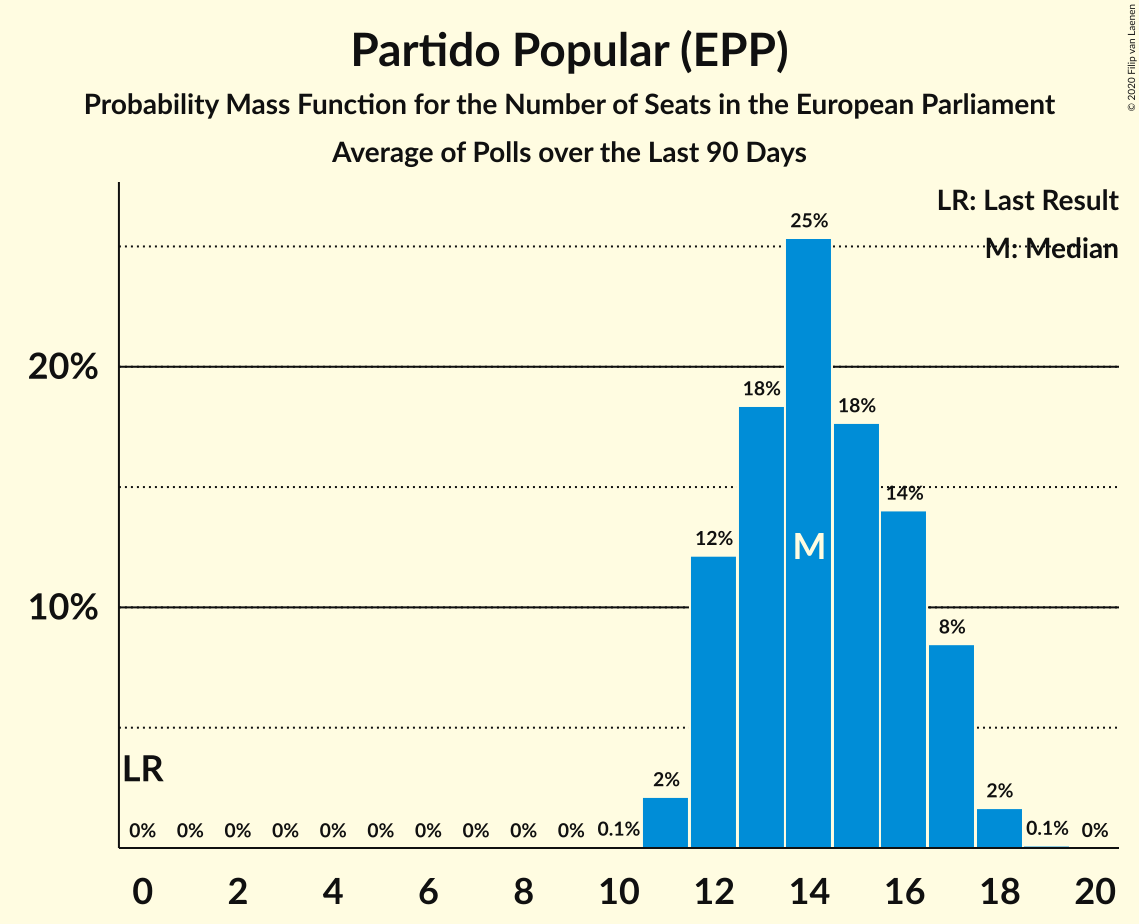 Partido Popular (EPP)
Probability Mass Function for the Number of Seats in the European Parliament
Average of Polls over the Last 90 Days
© 2020 Filip van Laenen
LR: Last Result
M: Median
25%
20%
18%
18%
14%
12%
M
10%
8%
LR
2%
2%
0% 0% 0% 0% 0% 0% 0% 0% 0% 0% 0.1% 0.1% 0%
0 2 4 6 8 10 12 14 16 18 20